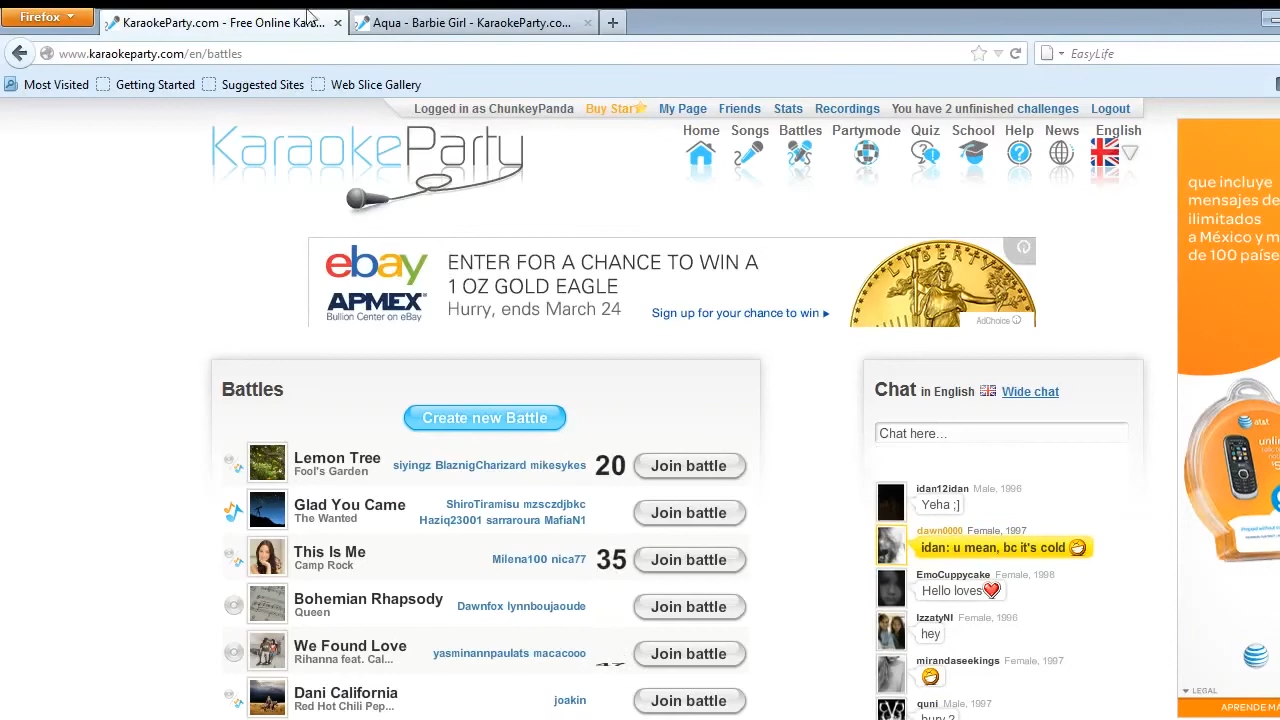 Firefox
KaraokeParty.com - Free Online Kara...
Aqua - Barbie Girl - KaraokeParty.co...
www.karaokeparty.com/en/battles
EasyLife
Most Visited
Getting Started
Suggested Sites
Web Slice Gallery
Logged in as ChunkeyPanda Buy Star My Page Friends Stats Recordings You have 2 unfinished challenges Logout
KaraokeParty
Home Songs Battles Partymode Quiz School Help News English
ebay
APMEX
Bullion Center on eBay
ENTER FOR A CHANCE TO WIN A
1 OZ GOLD EAGLE
Hurry, ends March 24
Sign up for your chance to win
LIBERTY
AdChoice
que incluye
mensajes de
ilimitados
a México y m
de 100 paíse
Battles
Create new Battle
Lemon Tree
Fool's Garden
siyingz BlaznigCharizard mikesykes
20
Join battle
Glad You Came
The Wanted
ShiroTiramisu mzsczdjbkc
Haziq23001 sarraroura MafiaN1
Join battle
This Is Me
Camp Rock
Milena100 nica77
35
Join battle
Bohemian Rhapsody
Queen
Dawnfox lynnboujaoude
Join battle
We Found Love
Rihanna feat. Cal...
yasminannpaulats macacooo
Join battle
Dani California
Red Hot Chili Pep...
joakin
Join battle
Chat in English Wide chat
Chat here...
idan12idan Male, 1996
Yeha ;]
dawn0000 Female, 1997
idan: u mean, bc it's cold
EmoCuppycake Female, 1998
Hello loves
IzzatyNI Female, 1996
hey
mirandaseekings Female, 1997
quni Male, 1997
at&t
at&t
LEGAL
APRENDE MÁ